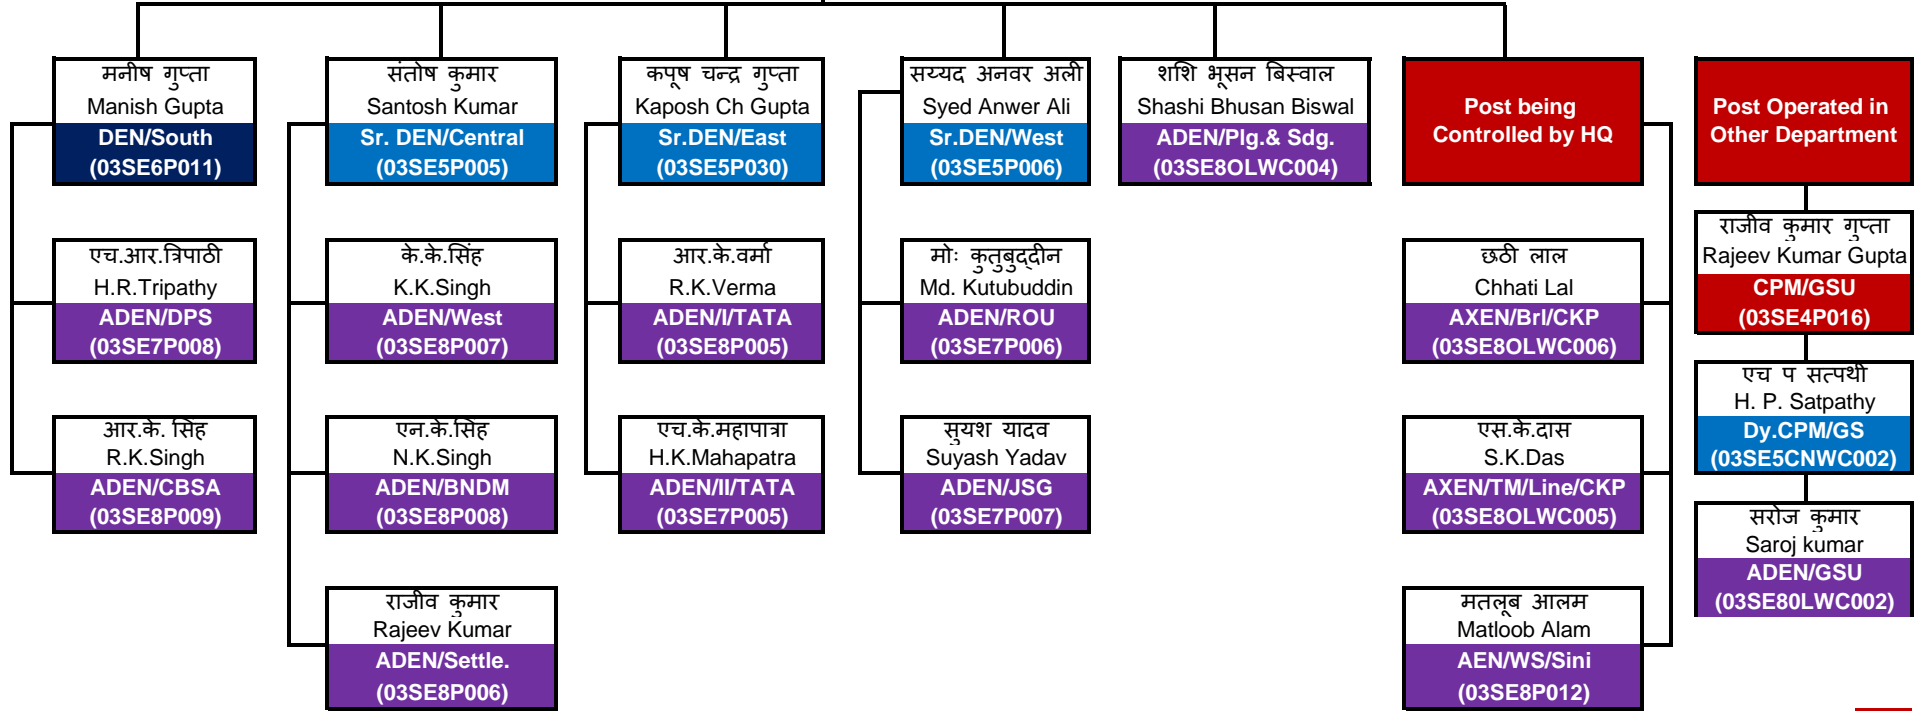 मनीष गुप्ता
Manish Gupta
DEN/South
(03SE6P011)
संतोष कुमार
Santosh Kumar
Sr. DEN/Central
(03SE5P005)
कपूष चन्द्र गुप्ता
Kaposh Ch Gupta
Sr.DEN/East
(03SE5P030)
सय्यद अनवर अली
Syed Anwer Ali
Sr.DEN/West
(03SE5P006)
शशि भूसन बिस्वाल
Shashi Bhusan Biswal
ADEN/Plg.& Sdg.
(03SE8OLWC004)
Post being
Controlled by HQ
Post Operated in
Other Department
एच.आर.त्रिपाठी
H.R.Tripathy
ADEN/DPS
(03SE7P008)
के.के.सिंह
K.K.Singh
ADEN/West
(03SE8P007)
आर.के.वर्मा
R.K.Verma
ADEN/I/TATA
(03SE8P005)
मोः कुतुबुद्दीन
Md. Kutubuddin
ADEN/ROU
(03SE7P006)
छठी लाल
Chhati Lal
AXEN/Brl/CKP
(03SE8OLWC006)
राजीव कुमार गुप्ता
Rajeev Kumar Gupta
CPM/GSU
(03SE4P016)
एच प सत्पथी
H. P. Satpathy
Dy.CPM/GS
(03SE5CNWC002)
आर.के. सिंह
R.K.Singh
ADEN/CBSA
(03SE8P009)
एन.के.सिंह
N.K.Singh
ADEN/BNDM
(03SE8P008)
एच.के.महापात्रा
H.K.Mahapatra
ADEN/II/TATA
(03SE7P005)
सुयश यादव
Suyash Yadav
ADEN/JSG
(03SE7P007)
एस.के.दास
S.K.Das
AXEN/TM/Line/CKP
(03SE8OLWC005)
सरोज कुमार
Saroj kumar
ADEN/GSU
(03SE80LWC002)
राजीव कुमार
Rajeev Kumar
ADEN/Settle.
(03SE8P006)
मतलूब आलम
Matloob Alam
AEN/WS/Sini
(03SE8P012)